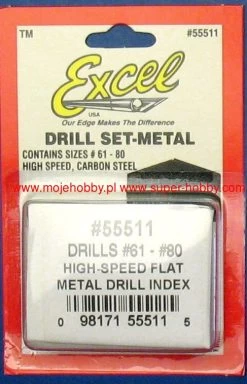 TM
#55511
Excel
USA
Our Edge Makes The Difference
DRILL SET-METAL
CONTAINS SIZES # 61 - 80
HIGH SPEED, CARBON STEEL
www.mojehobby.pl www.super-hobby.com
#55511
DRILLS #61 - #80
HIGH-SPEED FLAT
METAL DRILL INDEX
0 98171 55511 5